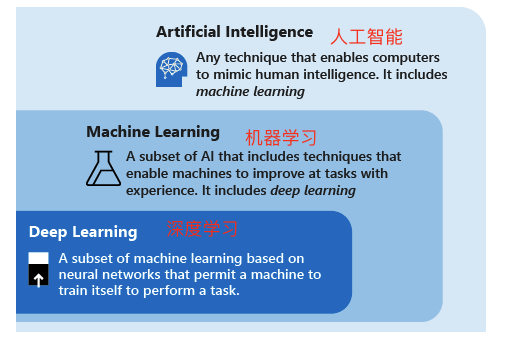 Artificial Intelligence 人工智能
Any technique that enables computers
to mimic human intelligence. It includes
machine learning
Machine Learning 机器学习
A subset of AI that includes techniques that
enable machines to improve at tasks with
experience. It includes deep learning
Deep Learning 深度学习
A subset of machine learning based on
neural networks that permit a machine to
train itself to perform a task.